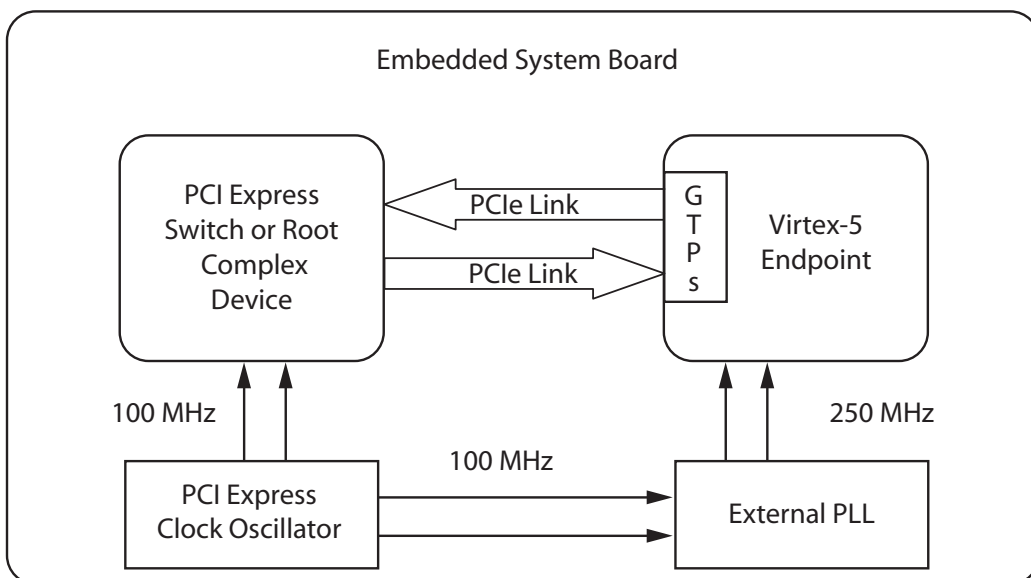 Embedded System Board
PCI Express
Switch or Root
Complex
Device
PCIe Link
PCIe Link
G
T
P
s
Virtex-5
Endpoint
100 MHz
250 MHz
100 MHz
PCI Express
Clock Oscillator
External PLL